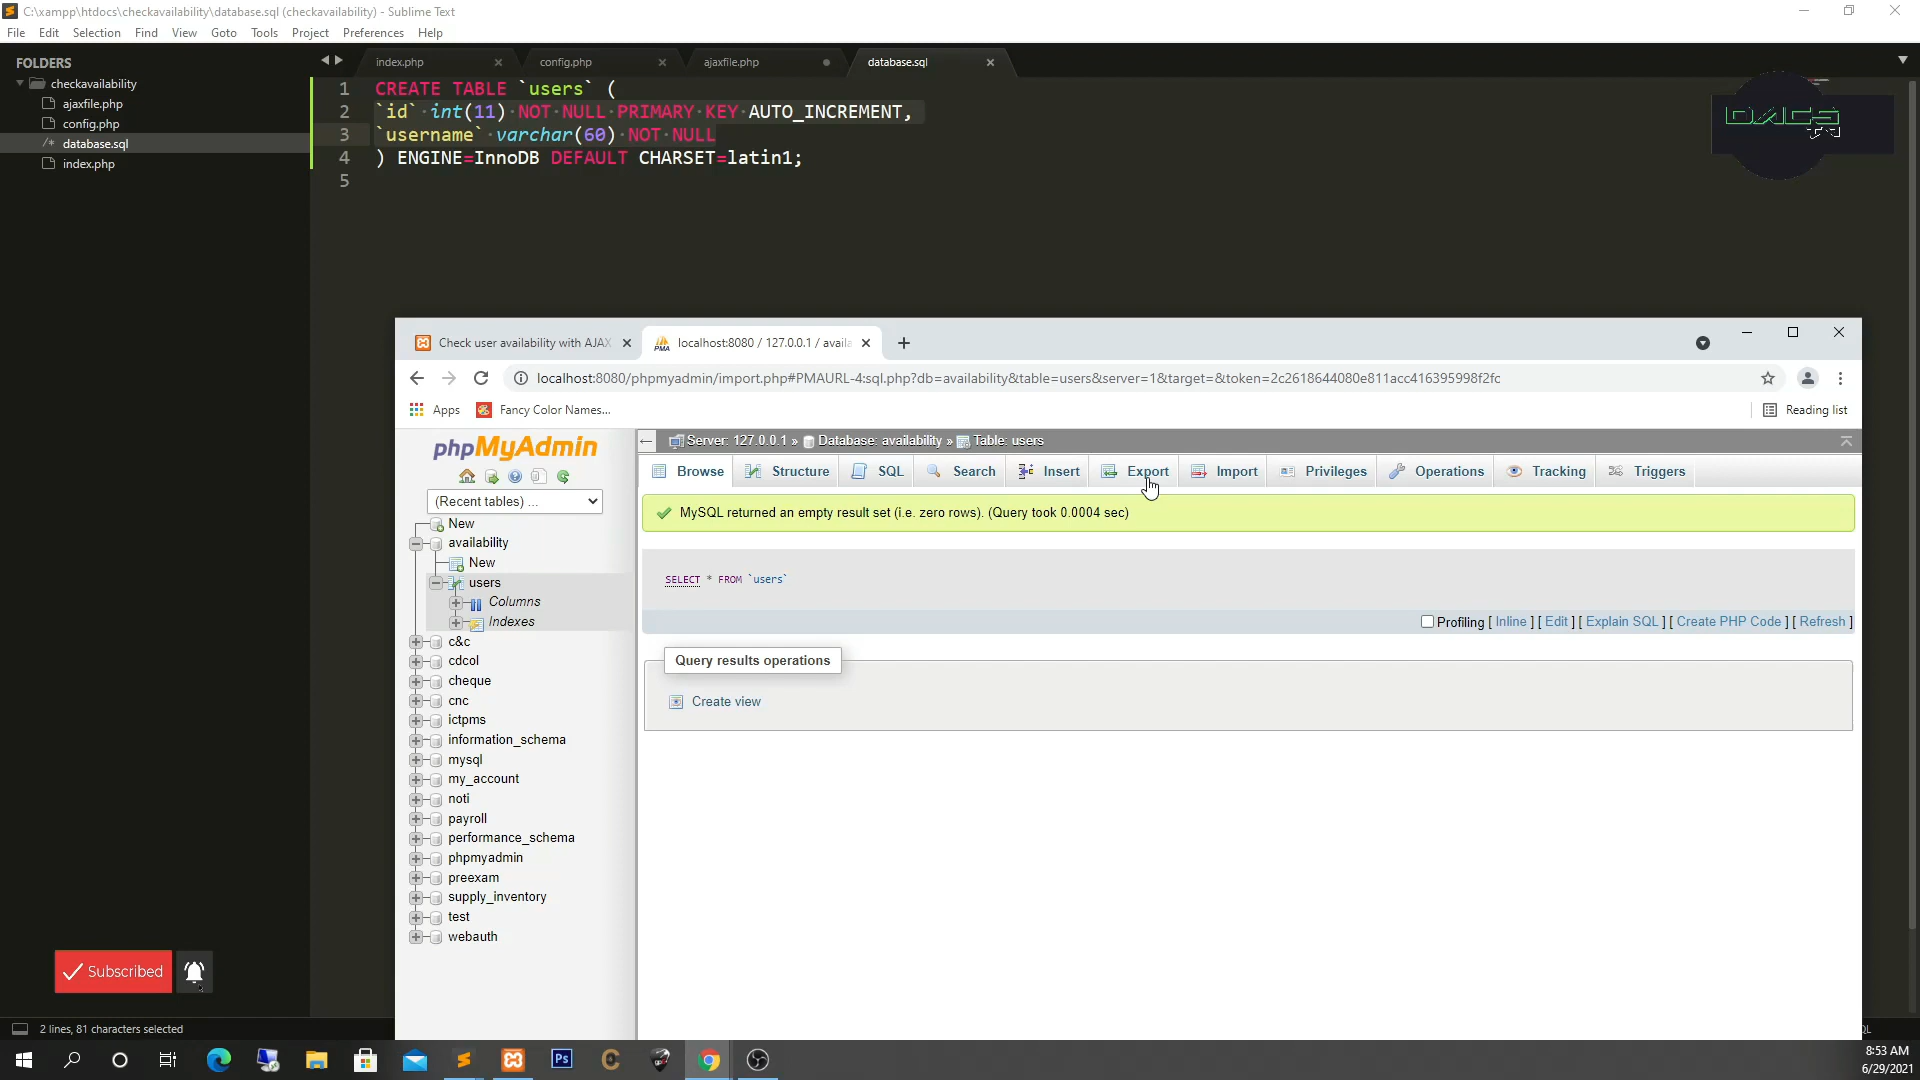 C:\xampp\htdocs\checkavailability\database.sql (checkavailability) - Sublime Text
File Edit Selection Find View Goto Tools Project Preferences Help
FOLDERS
checkavailability
ajaxfile.php
config.php
database.sql
index.php
index.php config.php ajaxfile.php database.sql
1 CREATE TABLE `users` (
2 `id` int(11) NOT NULL PRIMARY KEY AUTO_INCREMENT,
3 `username` varchar(60) NOT NULL
4 ) ENGINE=InnoDB DEFAULT CHARSET=latin1;
5
Check user availability with AJAX localhost:8080 / 127.0.0.1 / availa
localhost:8080/phpmyadmin/import.php#PMAURL-4:sql.php?db=availability&table=users&server=1&target=&token=2c2618644080e811acc416395998f2fc
Apps Fancy Color Names... Reading list
phpMyAdmin
(Recent tables) ...
New
availability
New
users
Columns
Indexes
c&c
cdcol
cheque
cnc
ictpms
information_schema
mysql
my_account
noti
payroll
performance_schema
phpmyadmin
preexam
supply_inventory
test
webauth
Server: 127.0.0.1 » Database: availability » Table: users
Browse Structure SQL Search Insert Export Import Privileges Operations Tracking Triggers
MySQL returned an empty result set (i.e. zero rows). (Query took 0.0004 sec)
SELECT * FROM `users`
Profiling [ Inline ] [ Edit ] [ Explain SQL ] [ Create PHP Code ] [ Refresh ]
Query results operations
Create view
Subscribed
2 lines, 81 characters selected
Ps
8:53 AM
6/29/2021